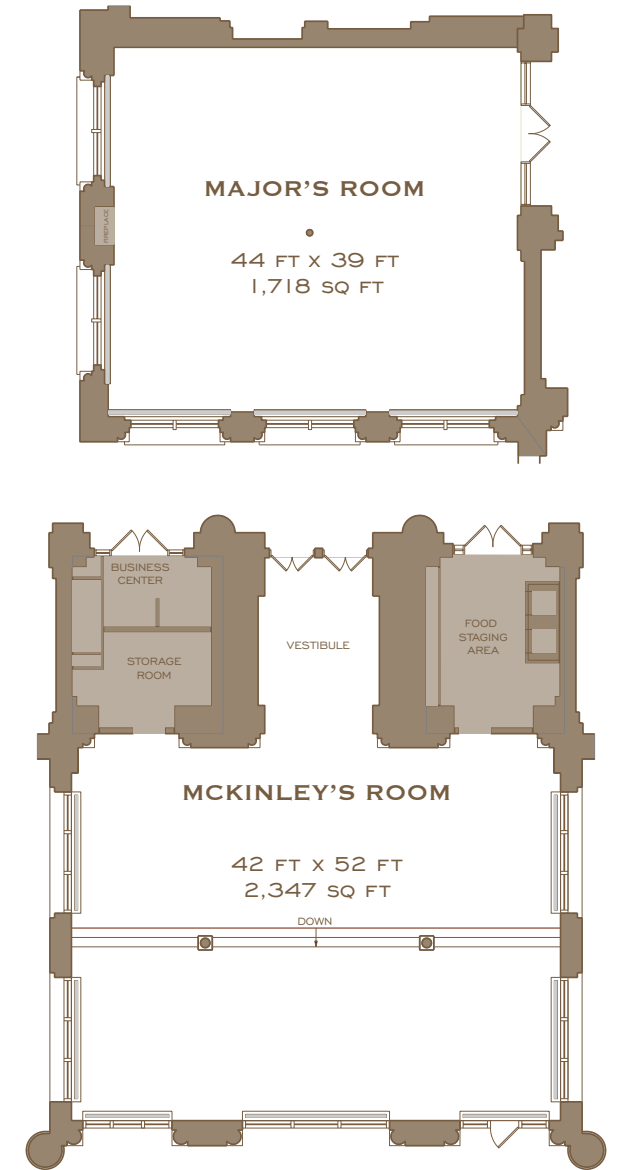 MAJOR'S ROOM
FIREPLACE
44 FT X 39 FT
1,718 SQ FT
BUSINESS
CENTER
STORAGE
ROOM
VESTIBULE
FOOD
STAGING
AREA
MCKINLEY'S ROOM
42 FT X 52 FT
2,347 SQ FT
DOWN